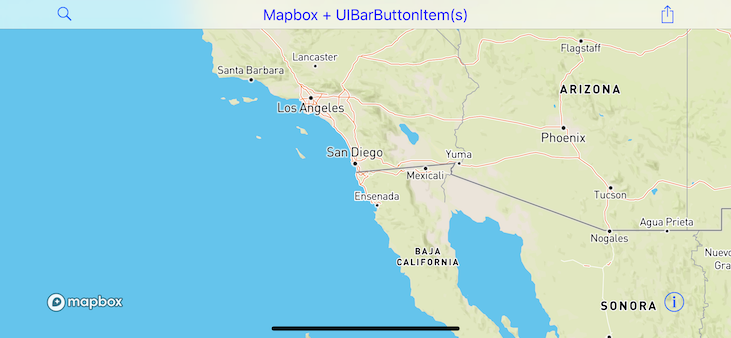 Mapbox + UIBarButtonItem(s)
Flagstaff
Lancaster
Santa Barbara
ARIZONA
Los Angeles
Phoenix
San Diego
Yuma
Mexicali
Tucson
Ensenada
Agua Prieta
Nogales
BAJA
CALIFORNIA
Nuevo
Gra
mapbox
SONORA
i